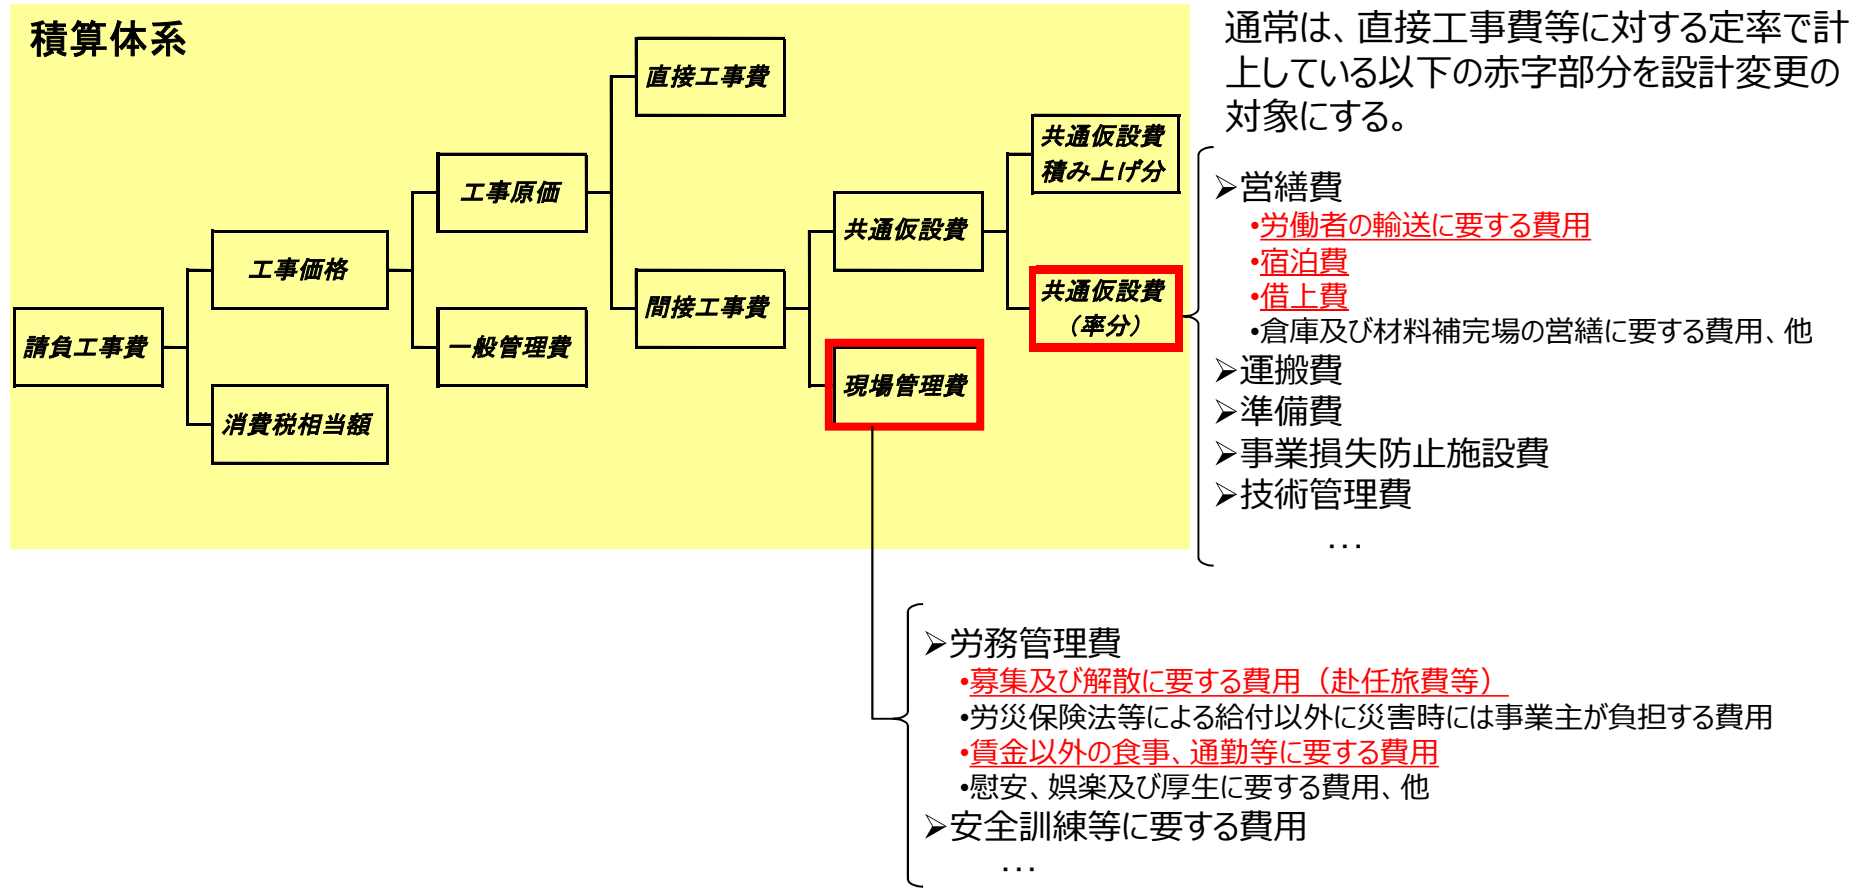 積算体系
直接工事費
工事原価
共通仮設費
積み上げ分
工事価格
共通仮設費
請負工事費
一般管理費
間接工事費
共通仮設費
（率分）
消費税相当額
現場管理費
通常は、直接工事費等に対する定率で計
上している以下の赤字部分を設計変更の
対象にする。
➢営繕費
•労働者の輸送に要する費用
•宿泊費
•借上費
•倉庫及び材料補完場の営繕に要する費用、他
➢運搬費
➢準備費
➢事業損失防止施設費
➢技術管理費
…
➢労務管理費
•募集及び解散に要する費用（赴任旅費等）
•労災保険法等による給付以外に災害時には事業主が負担する費用
•賃金以外の食事、通勤等に要する費用
•慰安、娯楽及び厚生に要する費用、他
➢安全訓練等に要する費用
…